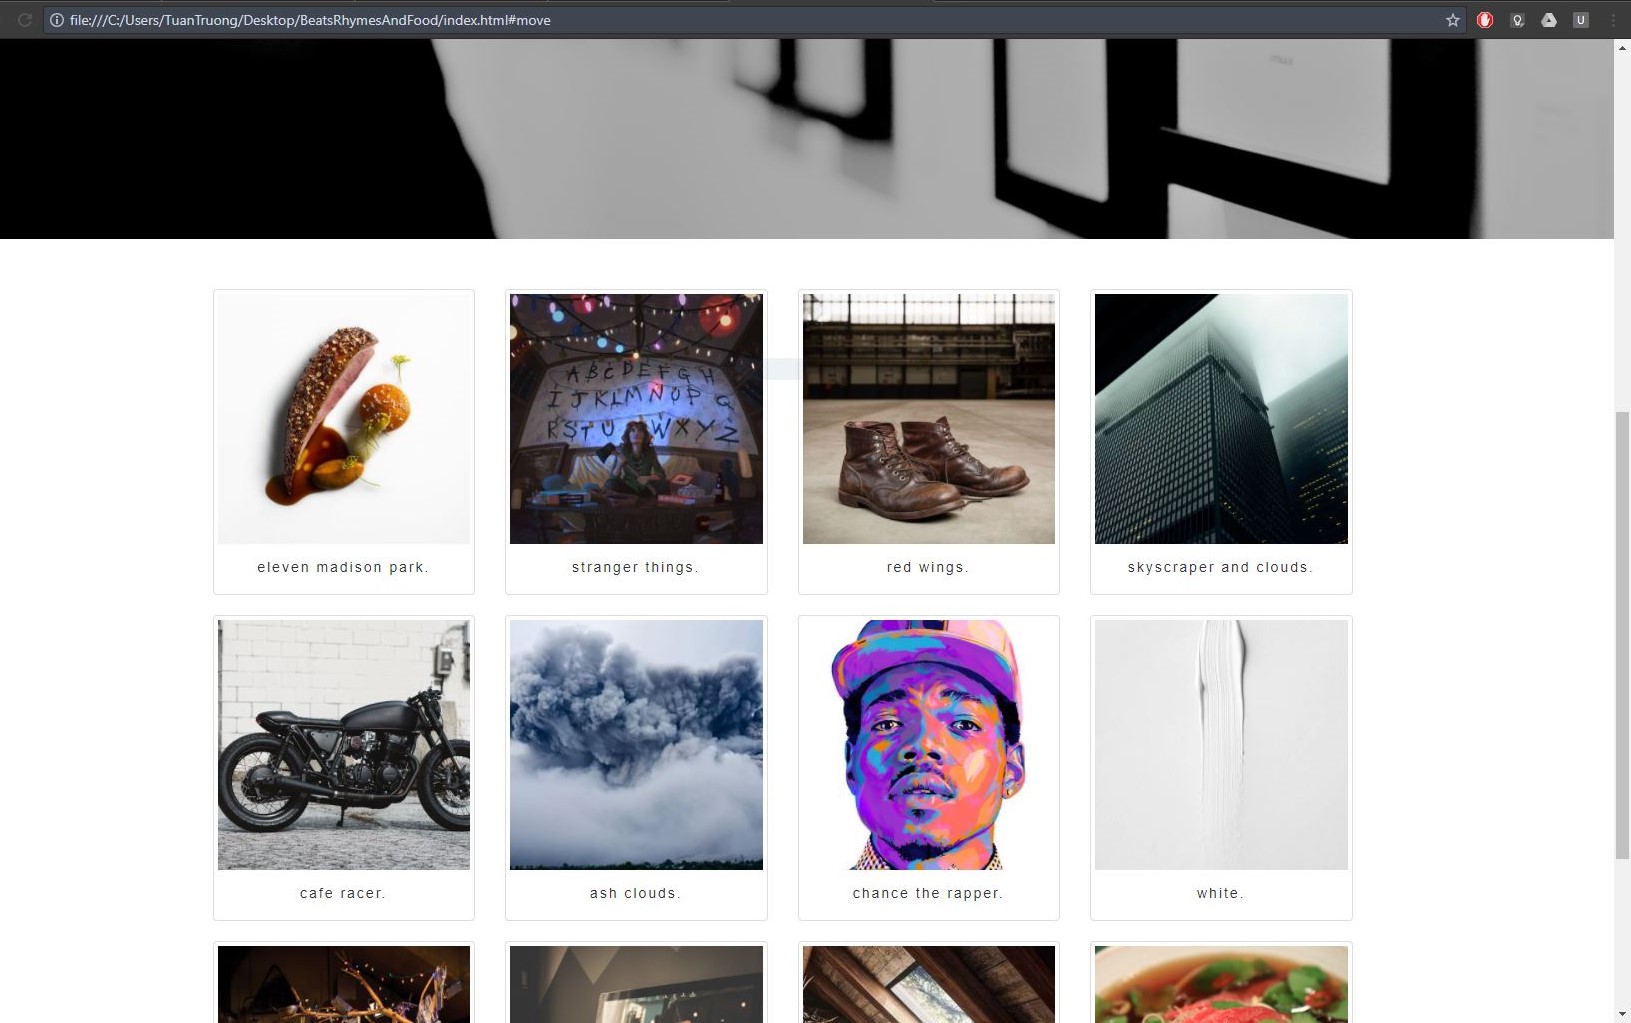 file:///C:/Users/TuanTruong/Desktop/BeatsRhymesAndFood/index.html#move
U
A B C D E F G H
I J K L M N O P Q
R S T U V W X Y Z
eleven madison park.
stranger things.
red wings.
skyscraper and clouds.
cafe racer.
ash clouds.
chance the rapper.
white.